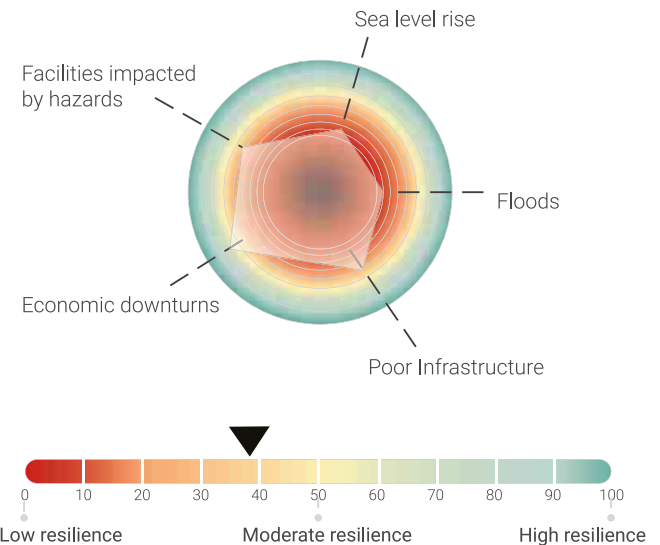 Sea level rise
Facilities impacted
by hazards
Floods
Economic downturns
Poor Infrastructure
0 10 20 30 40 50 60 70 80 90 100
Low resilience Moderate resilience High resilience